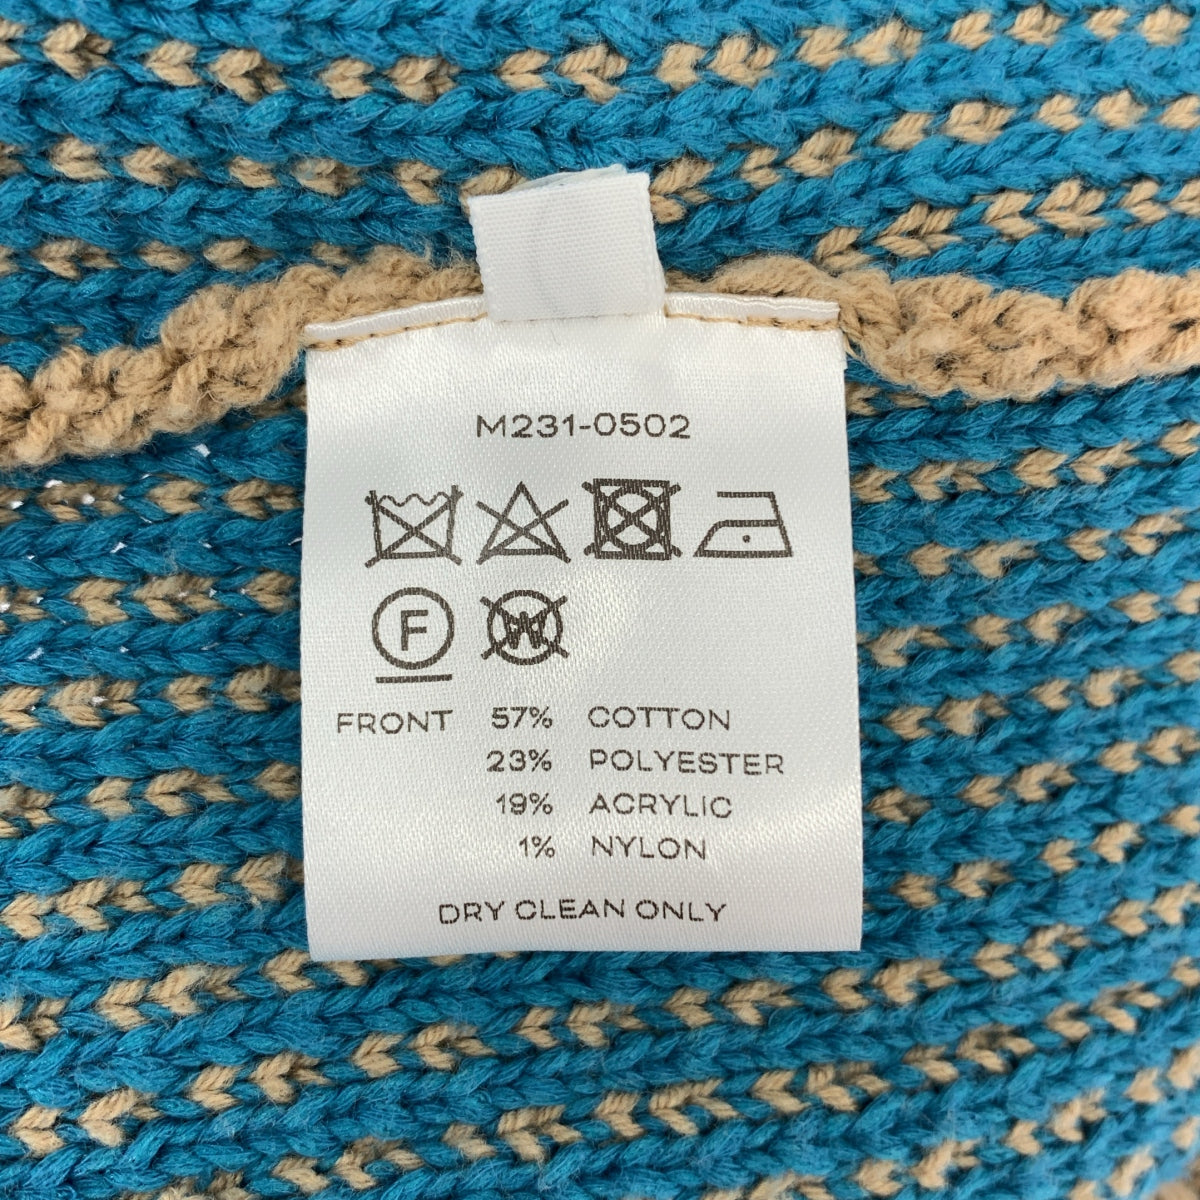 M231-0502
F W
FRONT 57% COTTON
23% POLYESTER
19% ACRYLIC
1% NYLON
DRY CLEAN ONLY